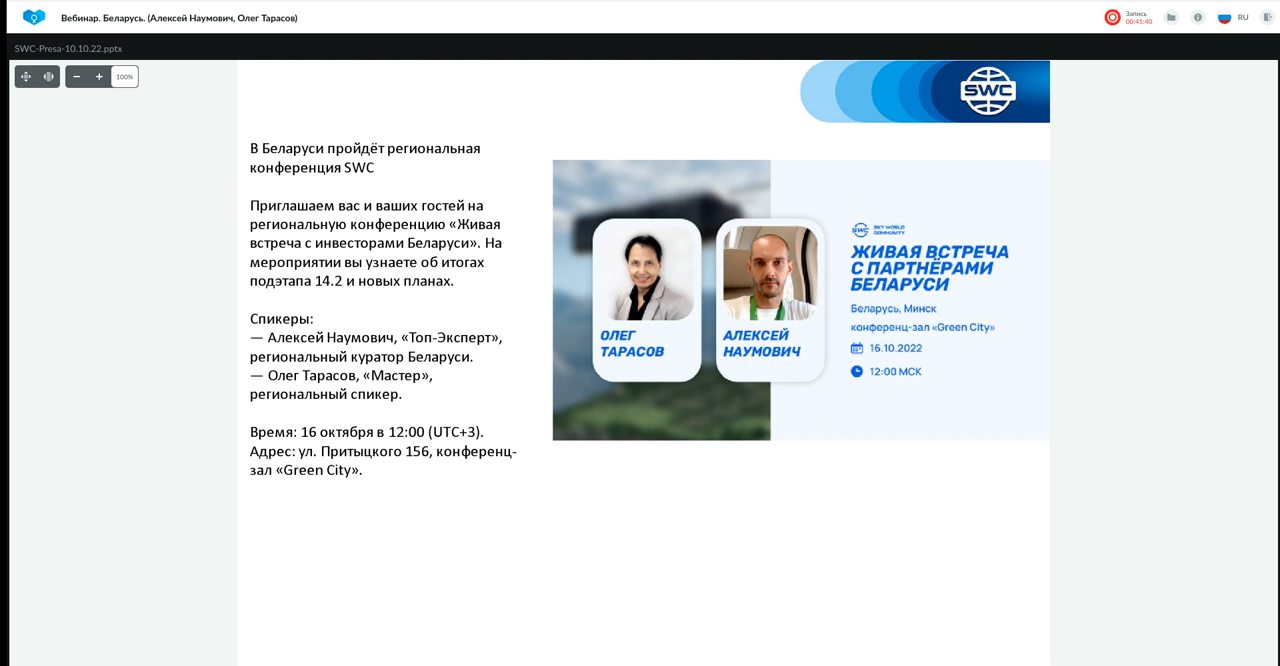 Вебинар. Беларусь. (Алексей Наумович, Олег Тарасов)
Запись
00:45:40
RU
SWC-Presa-10.10.22.pptx
100%
SWC
В Беларуси пройдёт региональная
конференция SWC
Приглашаем вас и ваших гостей на
региональную конференцию «Живая
встреча с инвесторами Беларуси». На
мероприятии вы узнаете об итогах
подэтапа 14.2 и новых планах.
Спикеры:
— Алексей Наумович, «Топ-Эксперт»,
региональный куратор Беларуси.
— Олег Тарасов, «Мастер»,
региональный спикер.
Время: 16 октября в 12:00 (UTC+3).
Адрес: ул. Притыцкого 156, конференц-
зал «Green City».
ОЛЕГ
ТАРАСОВ
АЛЕКСЕЙ
НАУМОВИЧ
SWC SKY WORLD
COMMUNITY
ЖИВАЯ ВСТРЕЧА
С ПАРТНЁРАМИ
БЕЛАРУСИ
Беларусь, Минск
конференц-зал «Green City»
16.10.2022
12:00 МСК